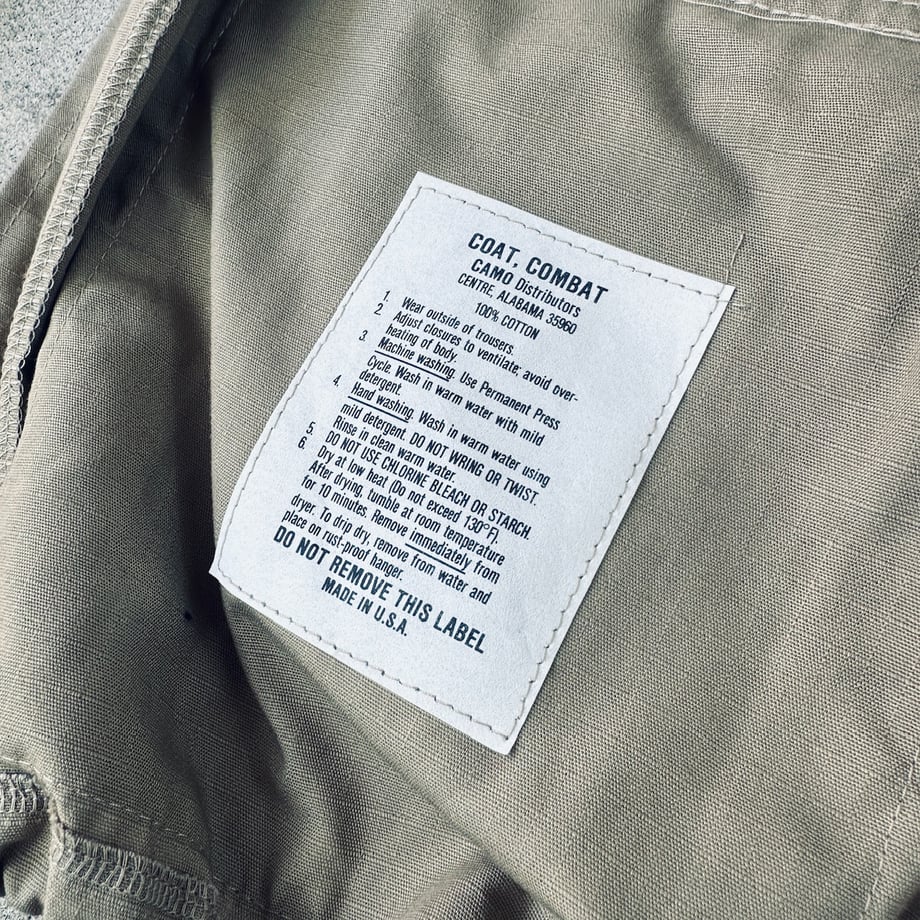 COAT, COMBAT
CAMO Distributors
CENTRE, ALABAMA 35960
100% COTTON
1. Wear outside of trousers.
2. Adjust closures to ventilate; avoid over-
heating of body.
3. Machine washing. Use Permanent Press
Cycle. Wash in warm water with mild
detergent.
4. Hand washing. Wash in warm water using
mild detergent. DO NOT WRING OR TWIST.
Rinse in clean warm water.
5. DO NOT USE CHLORINE BLEACH OR STARCH.
6. Dry at low heat (Do not exceed 130°F).
After drying, tumble at room temperature
for 10 minutes. Remove immediately from
dryer. To drip dry, remove from water and
place on rust-proof hanger.
DO NOT REMOVE THIS LABEL
MADE IN U.S.A.